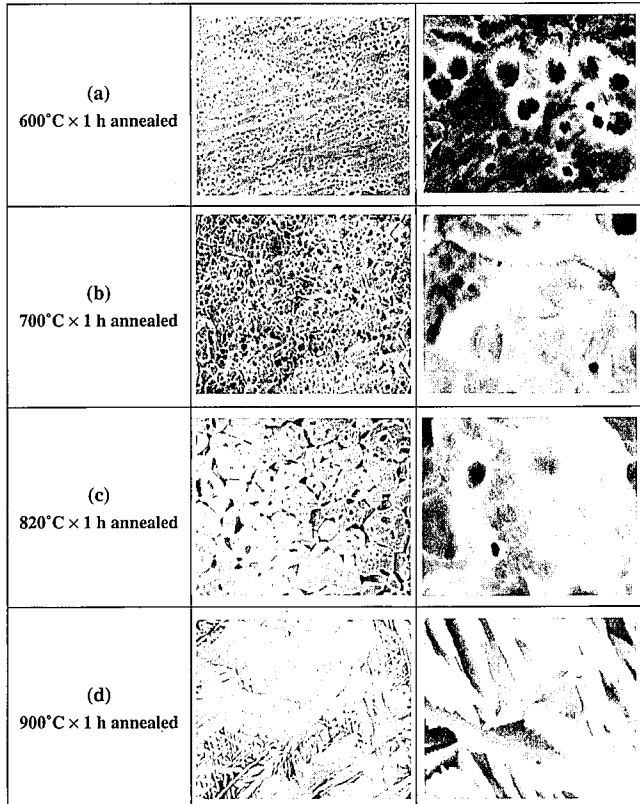 (a)
600°C × 1 h annealed
(b)
700°C × 1 h annealed
(c)
820°C × 1 h annealed
(d)
900°C × 1 h annealed